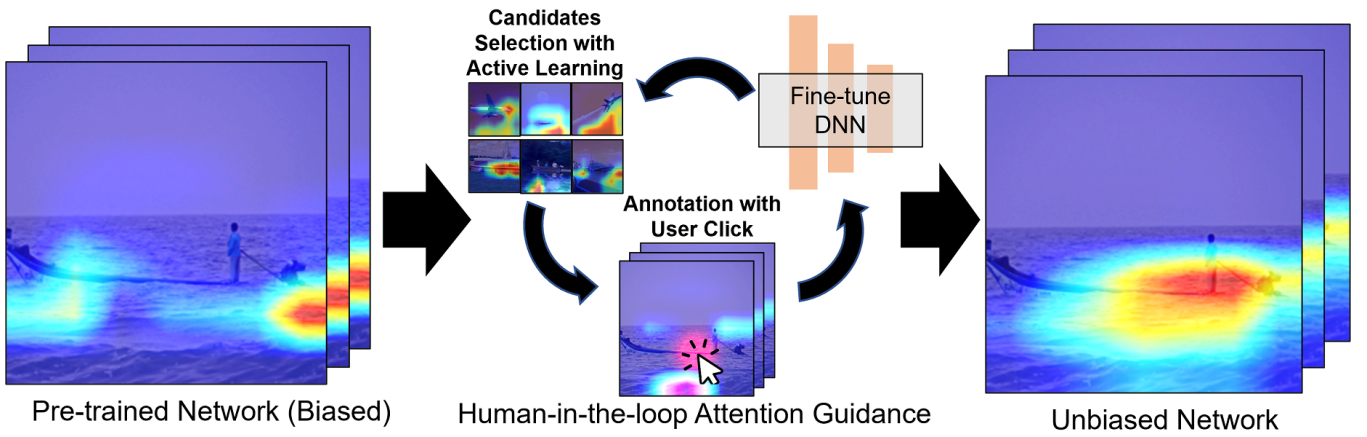 Candidates
Selection with
Active Learning
Fine-tune
DNN
Annotation with
User Click
Pre-trained Network (Biased)
Human-in-the-loop Attention Guidance
Unbiased Network